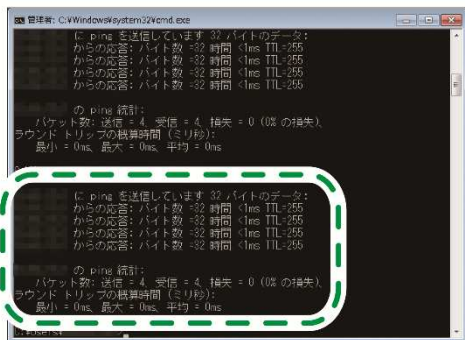 管理者: C:¥Windows¥system32¥cmd.exe
に ping を送信しています 32 バイトのデータ:
からの応答: バイト数 =32 時間 <1ms TTL=255
からの応答: バイト数 =32 時間 <1ms TTL=255
からの応答: バイト数 =32 時間 <1ms TTL=255
からの応答: バイト数 =32 時間 <1ms TTL=255
の ping 統計:
パケット数: 送信 = 4、受信 = 4、損失 = 0 (0% の損失)、
ラウンド トリップの概算時間 (ミリ秒):
最小 = 0ms、最大 = 0ms、平均 = 0ms
に ping を送信しています 32 バイトのデータ:
からの応答: バイト数 =32 時間 <1ms TTL=255
からの応答: バイト数 =32 時間 <1ms TTL=255
からの応答: バイト数 =32 時間 <1ms TTL=255
からの応答: バイト数 =32 時間 <1ms TTL=255
の ping 統計:
パケット数: 送信 = 4、受信 = 4、損失 = 0 (0% の損失)、
ラウンド トリップの概算時間 (ミリ秒):
最小 = 0ms、最大 = 0ms、平均 = 0ms